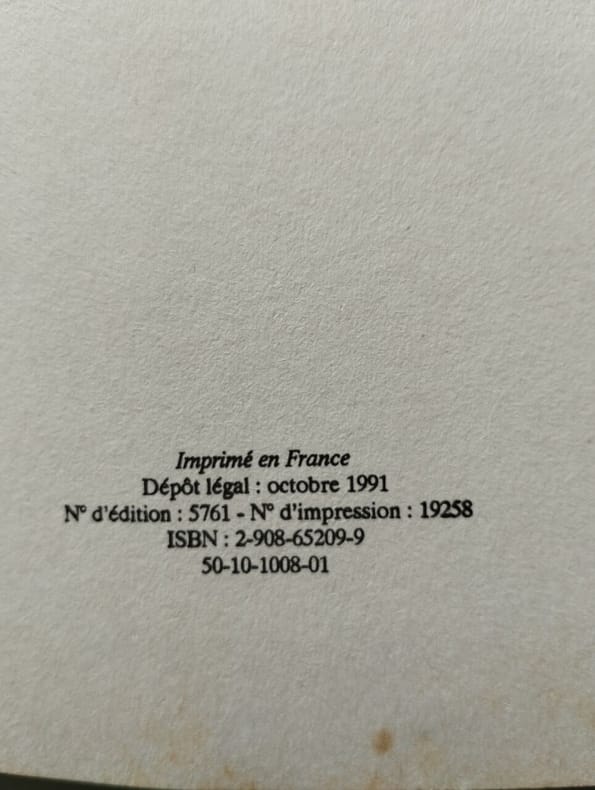 Imprimé en France
Dépôt légal : octobre 1991
N° d'édition : 5761 - N° d'impression : 19258
ISBN : 2-908-65209-9
50-10-1008-01